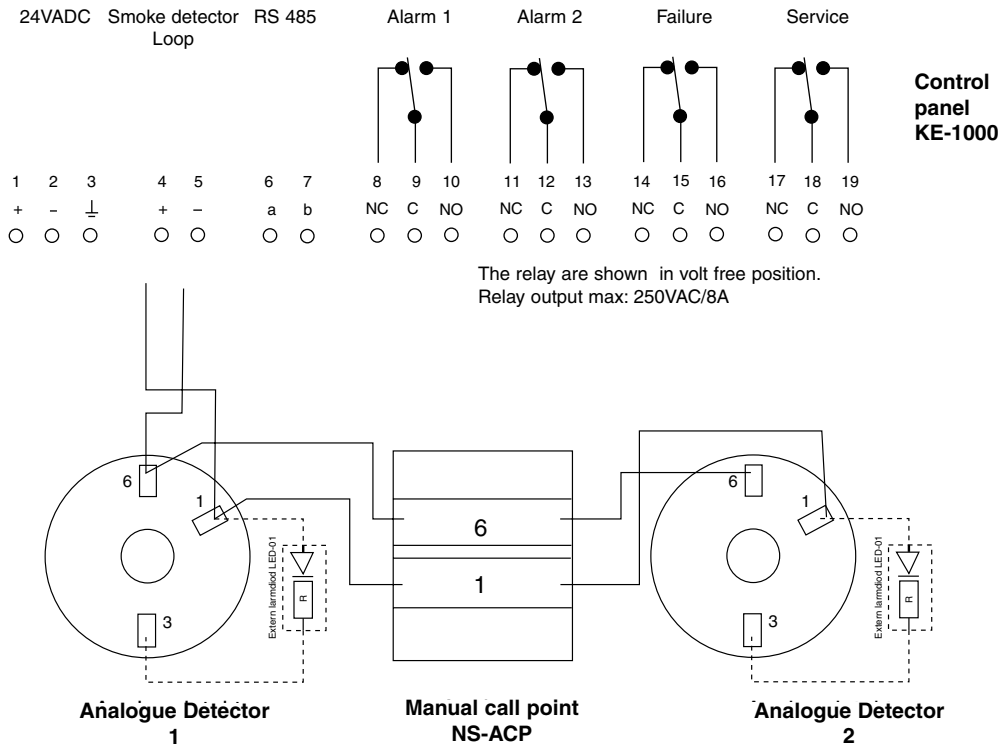 24VADC Smoke detector Loop RS 485 Alarm 1 Alarm 2 Failure Service
Control panel KE-1000
1 2 3 4 5 6 7 8 9 10 11 12 13 14 15 16 17 18 19
+ – ⏚ + – a b NC C NO NC C NO NC C NO NC C NO
The relay are shown in volt free position.
Relay output max: 250VAC/8A
6
1
3
Extern larmdiod LED-01
R
6
1
6
1
3
Extern larmdiod LED-01
R
Analogue Detector
1
Manual call point
NS-ACP
Analogue Detector
2